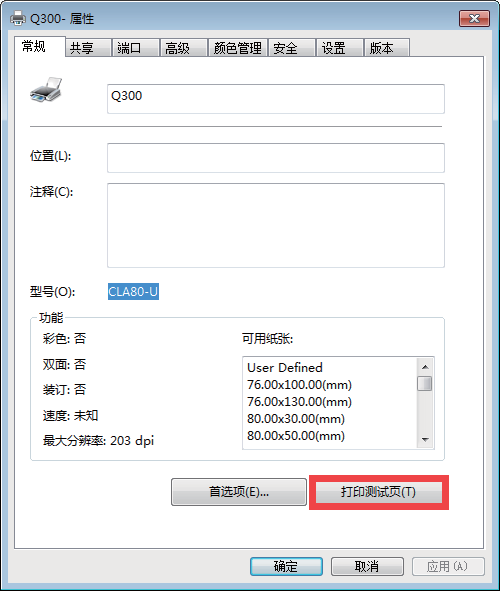 Q300- 属性
常规 共享 端口 高级 颜色管理 安全 设置 版本
Q300
位置(L):
注释(C):
型号(O): CLA80-U
功能
彩色: 否
双面: 否
装订: 否
速度: 未知
最大分辨率: 203 dpi
可用纸张:
User Defined
76.00x100.00(mm)
76.00x130.00(mm)
80.00x30.00(mm)
80.00x50.00(mm)
首选项(E)... 打印测试页(T)
确定 取消 应用(A)